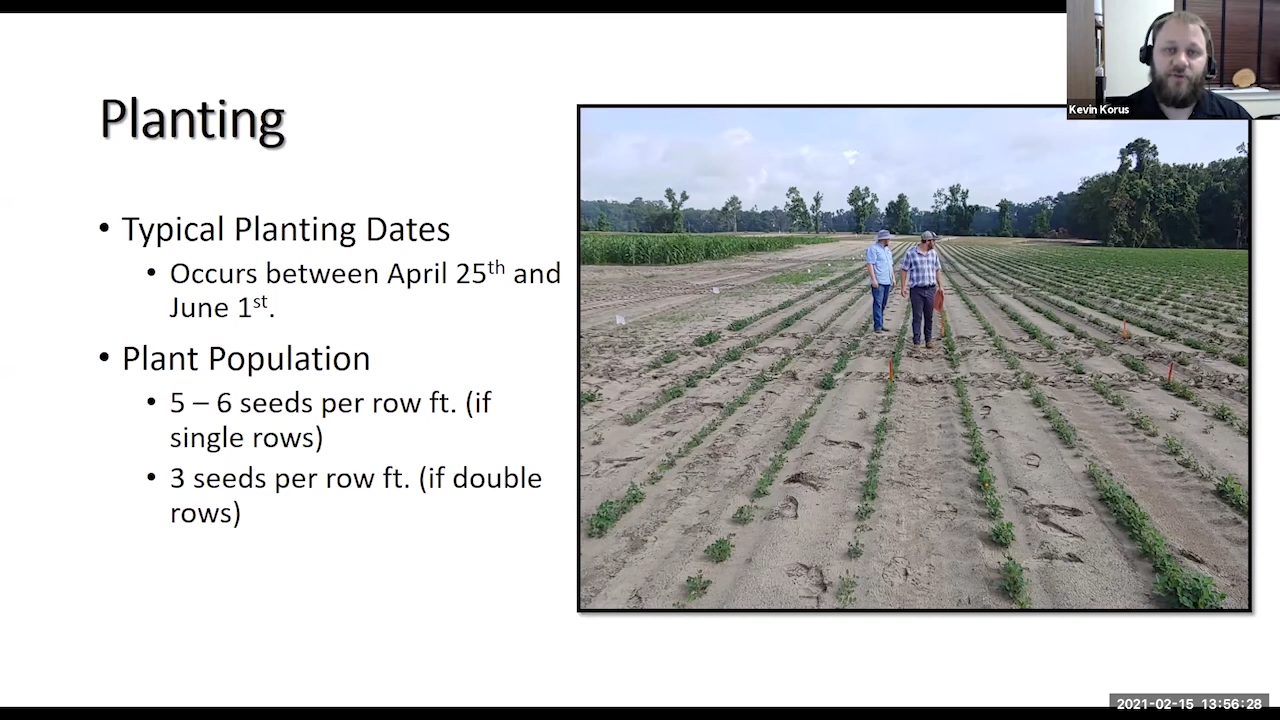 Planting
• Typical Planting Dates
• Occurs between April 25th and
June 1st.
• Plant Population
• 5 – 6 seeds per row ft. (if
single rows)
• 3 seeds per row ft. (if double
rows)
Kevin Korus
2021-02-15 13:56:28